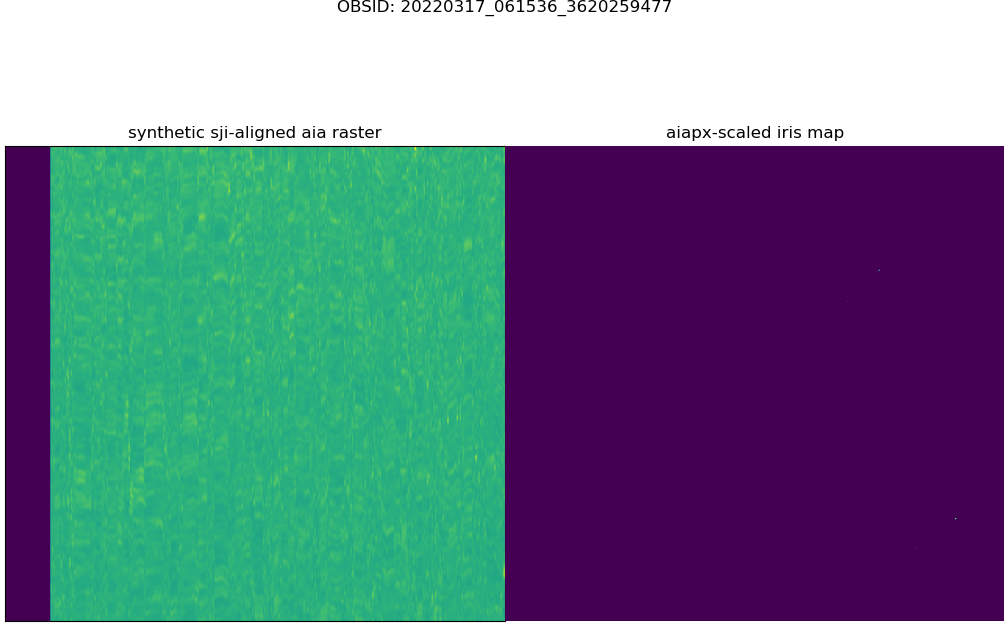 OBSID: 20220317_061536_3620259477
synthetic sji-aligned aia raster
aiapx-scaled iris map